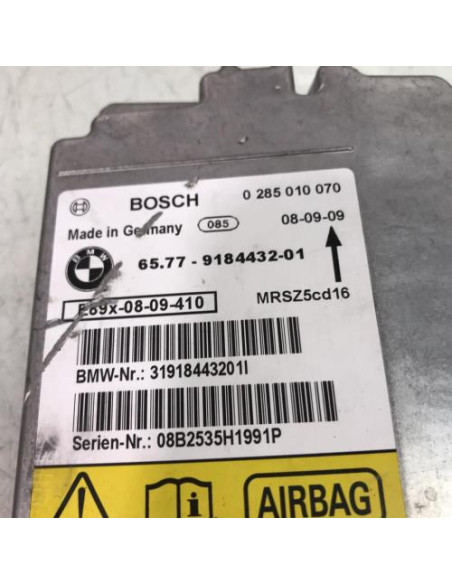 BOSCH 0 285 010 070
Made in Germany 085 08-09-09
BMW 65.77 - 9184432-01
E89x-08-09-410 MRSZ5cd16
BMW-Nr.: 31918443201I
Serien-Nr.: 08B2535H1991P
AIRBAG